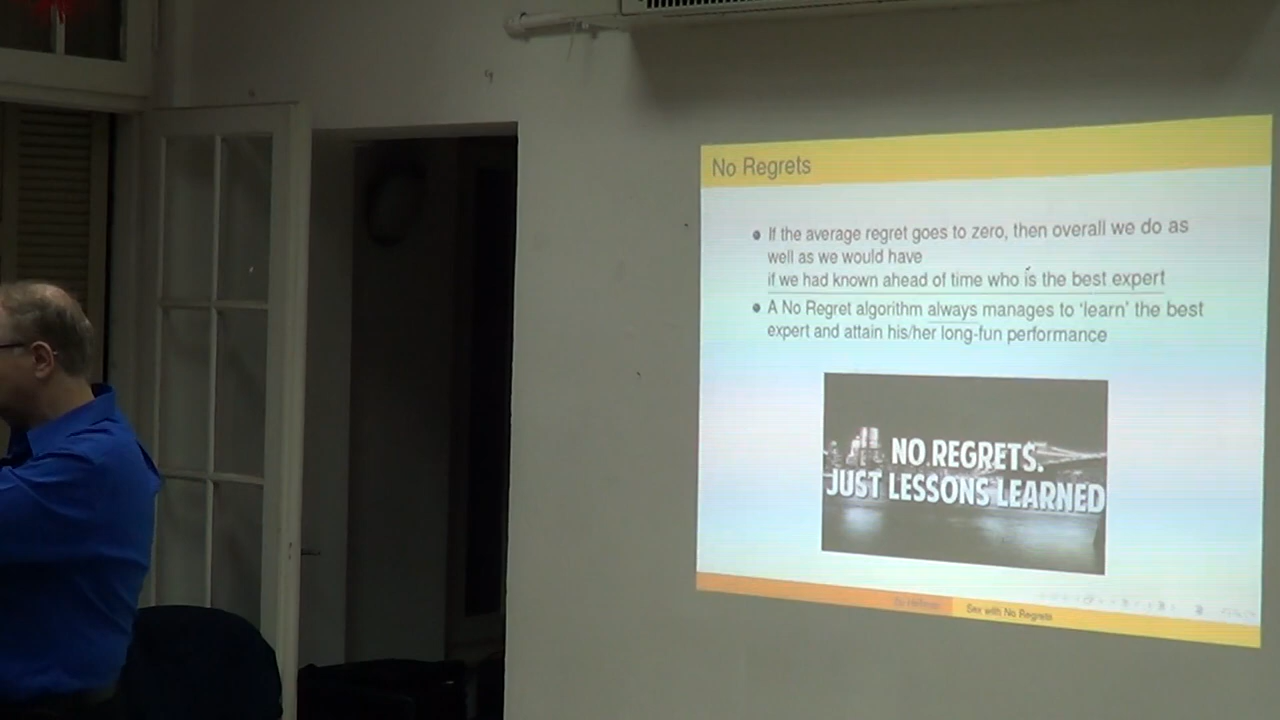 No Regrets
If the average regret goes to zero, then overall we do as
well as we would have
if we had known ahead of time who is the best expert
A No Regret algorithm always manages to ‘learn’ the best
expert and attain his/her long-fun performance
NO REGRETS.
JUST LESSONS LEARNED
Sex with No Regrets